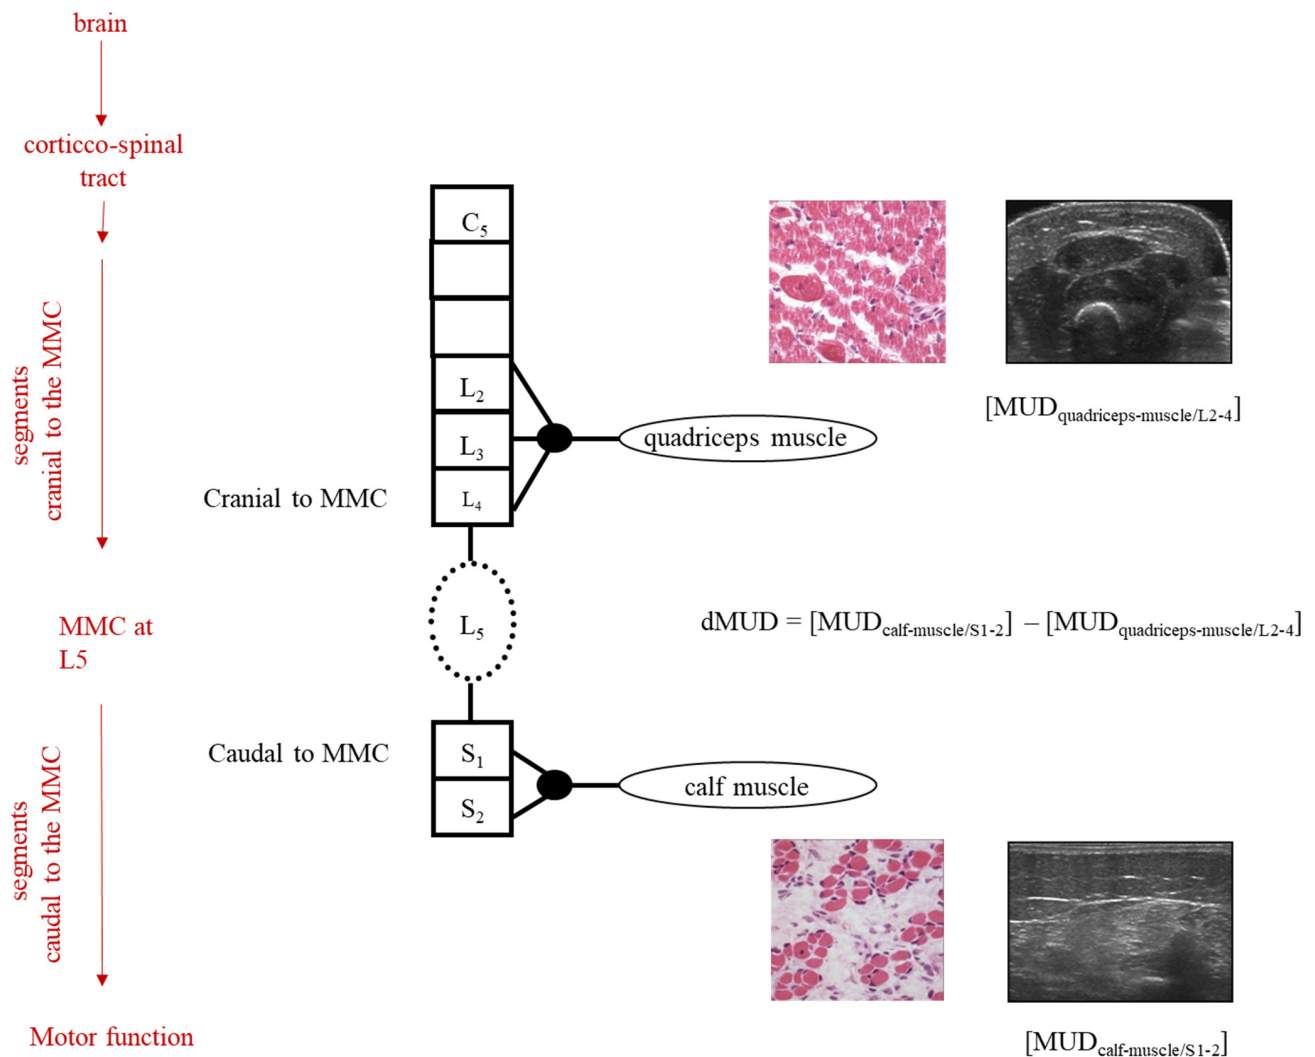 brain
corticco-spinal
tract
segments
cranial to the MMC
MMC at
L5
segments
caudal to the MMC
Motor function
C₅
L₂
L₃
L₄
Cranial to MMC
L₅
Caudal to MMC
S₁
S₂
quadriceps muscle
calf muscle
[MUDquadriceps-muscle/L2-4]
dMUD = [MUDcalf-muscle/S1-2] – [MUDquadriceps-muscle/L2-4]
[MUDcalf-muscle/S1-2]